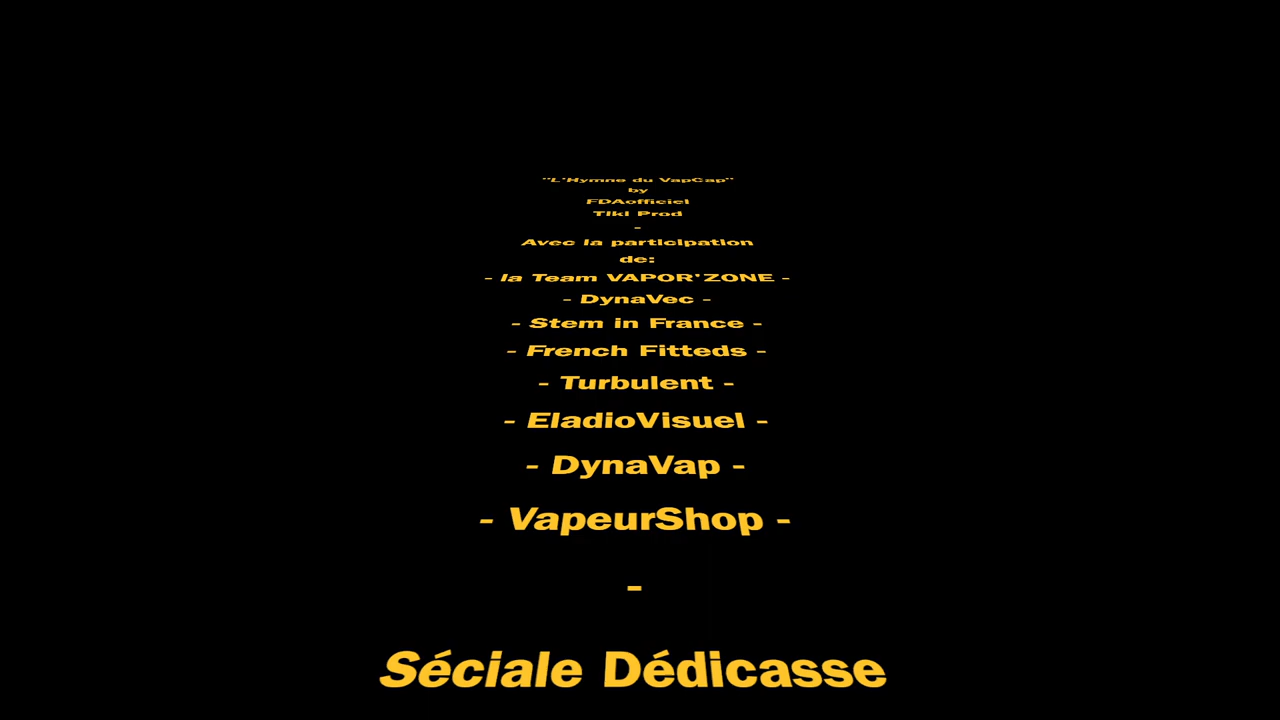 "L'Hymne du VapCap"
by
FDAofficiel
Tiki Prod
-
Avec la participation
de:
- la Team VAPOR'ZONE -
- DynaVec -
- Stem in France -
- French Fitteds -
- Turbulent -
- EladioVisuel -
- DynaVap -
- VapeurShop -
-
Séciale Dédicasse